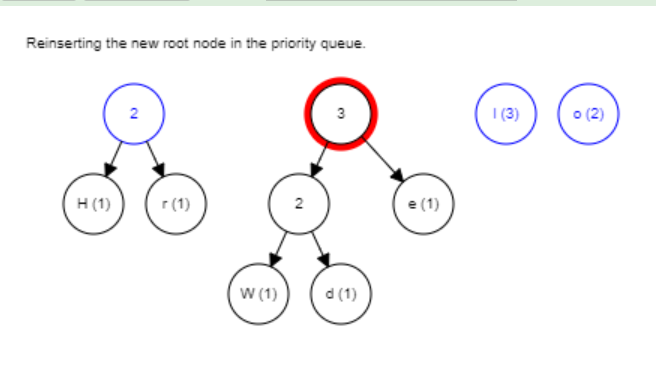 Reinserting the new root node in the priority queue.
2
3
l (3)
o (2)
H (1)
r (1)
2
e (1)
W (1)
d (1)